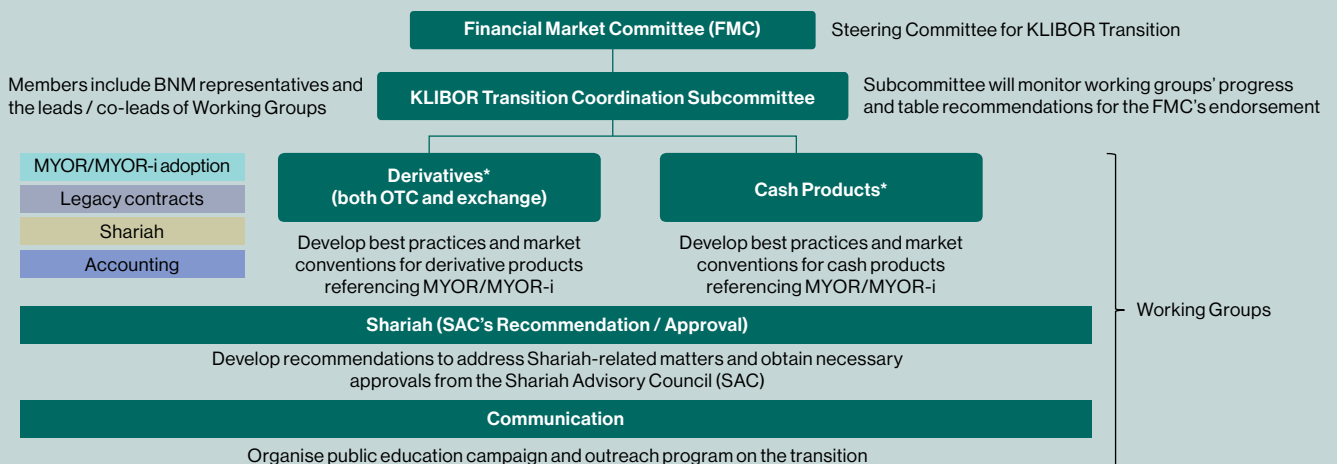 Financial Market Committee (FMC)
Steering Committee for KLIBOR Transition
Members include BNM representatives and
the leads / co-leads of Working Groups
KLIBOR Transition Coordination Subcommittee
Subcommittee will monitor working groups' progress
and table recommendations for the FMC's endorsement
MYOR/MYOR-i adoption
Legacy contracts
Shariah
Accounting
Derivatives*
(both OTC and exchange)
Cash Products*
Develop best practices and market
conventions for derivative products
referencing MYOR/MYOR-i
Develop best practices and market
conventions for cash products
referencing MYOR/MYOR-i
Working Groups
Shariah (SAC's Recommendation / Approval)
Develop recommendations to address Shariah-related matters and obtain necessary
approvals from the Shariah Advisory Council (SAC)
Communication
Organise public education campaign and outreach program on the transition